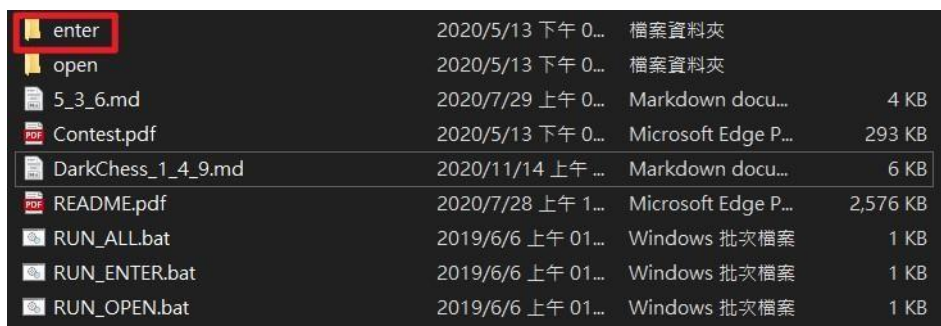 enter 2020/5/13 下午 0... 檔案資料夾
open 2020/5/13 下午 0... 檔案資料夾
5_3_6.md 2020/7/29 上午 0... Markdown docu... 4 KB
PDF Contest.pdf 2020/5/13 下午 0... Microsoft Edge P... 293 KB
DarkChess_1_4_9.md 2020/11/14 上午 ... Markdown docu... 6 KB
PDF README.pdf 2020/7/28 上午 1... Microsoft Edge P... 2,576 KB
RUN_ALL.bat 2019/6/6 上午 01... Windows 批次檔案 1 KB
RUN_ENTER.bat 2019/6/6 上午 01... Windows 批次檔案 1 KB
RUN_OPEN.bat 2019/6/6 上午 01... Windows 批次檔案 1 KB